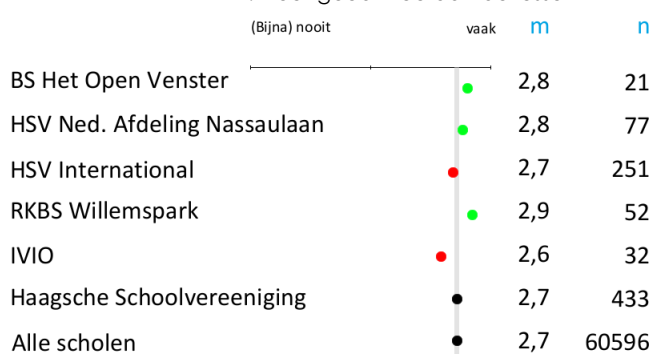 (Bijna) nooit vaak m n
BS Het Open Venster 2,8 21
HSV Ned. Afdeling Nassaulaan 2,8 77
HSV International 2,7 251
RKBS Willemspark 2,9 52
IVIO 2,6 32
Haagsche Schoolvereeniging 2,7 433
Alle scholen 2,7 60596